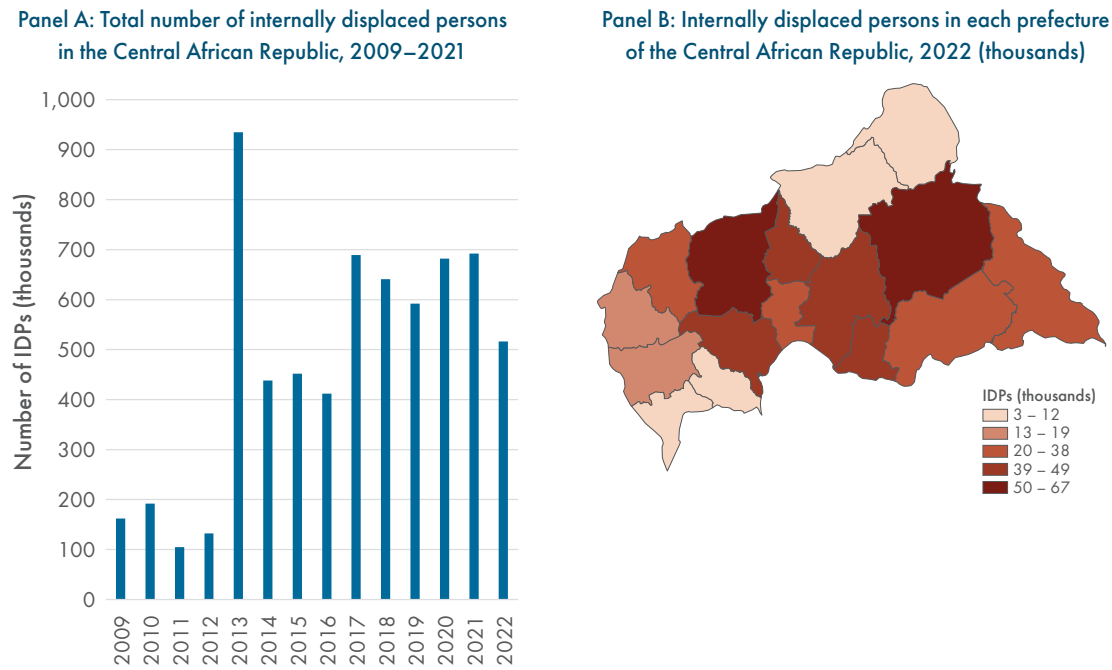 Panel A: Total number of internally displaced persons
in the Central African Republic, 2009–2021
Number of IDPs (thousands)
1,000
900
800
700
600
500
400
300
200
100
0
2009
2010
2011
2012
2013
2014
2015
2016
2017
2018
2019
2020
2021
2022
Panel B: Internally displaced persons in each prefecture
of the Central African Republic, 2022 (thousands)
IDPs (thousands)
3 – 12
13 – 19
20 – 38
39 – 49
50 – 67